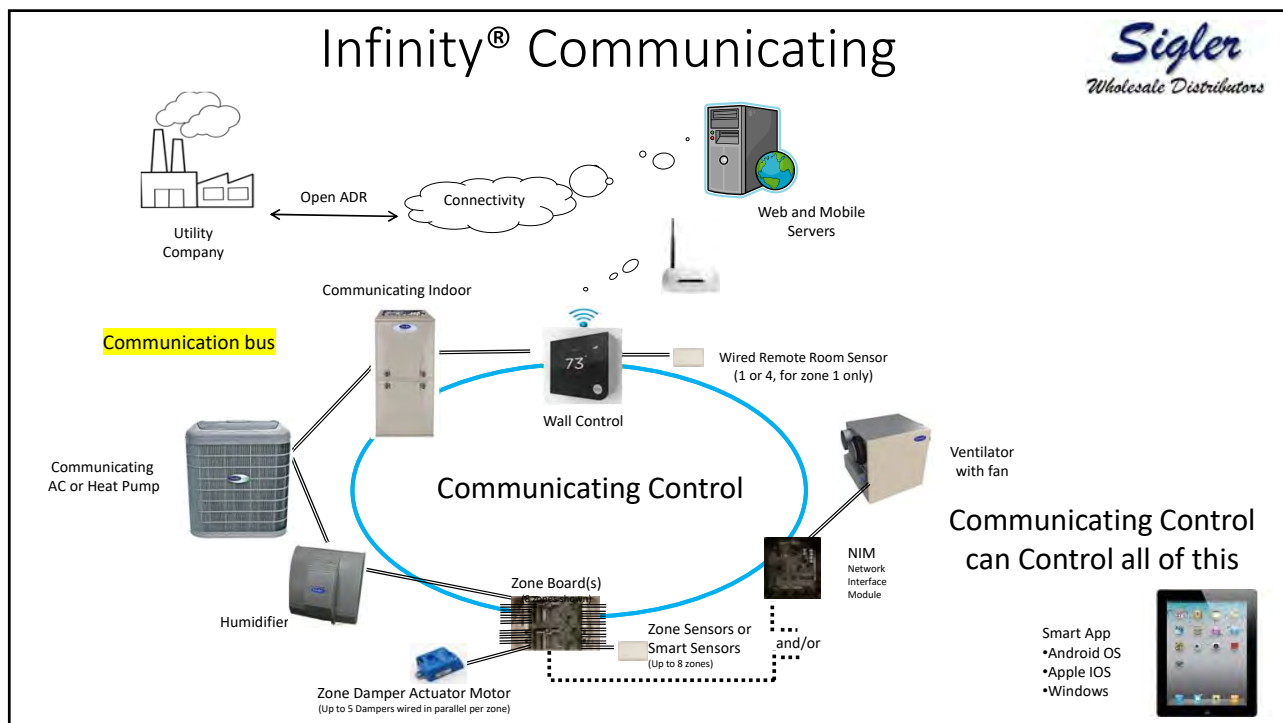 Infinity® Communicating
Sigler
Wholesale Distributors
Open ADR
Connectivity
Utility
Company
Web and Mobile
Servers
Communicating Indoor
Communication bus
73
Wired Remote Room Sensor
(1 or 4, for zone 1 only)
Wall Control
Communicating
AC or Heat Pump
Ventilator
with fan
Communicating Control
Communicating Control
can Control all of this
NIM
Network
Interface
Module
Zone Board(s)
Humidifier
Zone Sensors or
Smart Sensors
(Up to 8 zones)
and/or
Zone Damper Actuator Motor
(Up to 5 Dampers wired in parallel per zone)
Smart App
•Android OS
•Apple IOS
•Windows